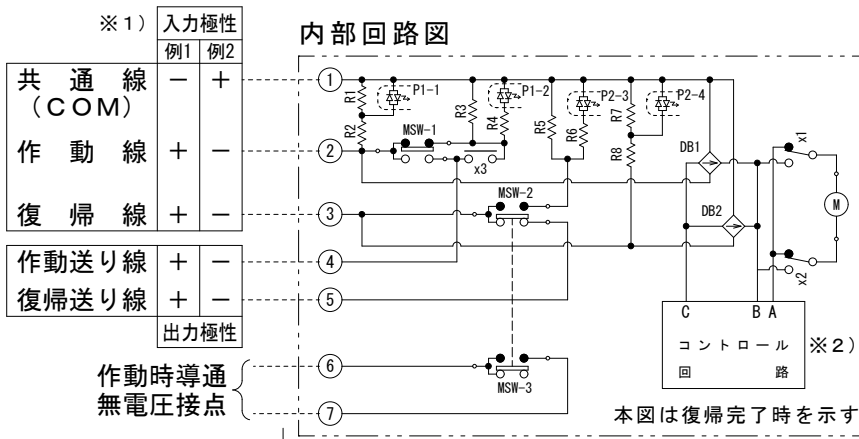 ※1)
入力極性
例1 例2
共通線 － ＋
(COM)
作動線 ＋ －
復帰線 ＋ －
作動送り線 ＋ －
復帰送り線 ＋ －
出力極性
作動時導通
無電圧接点
内部回路図
1
2
3
4
5
6
7
R1
R2
P1-1
MSW-1
R3
P1-2
R4
x3
R5
P2-3
R6
R7
P2-4
R8
MSW-2
MSW-3
DB1
DB2
x1
M
x2
C B A
コントロール
回路
※2)
本図は復帰完了時を示す